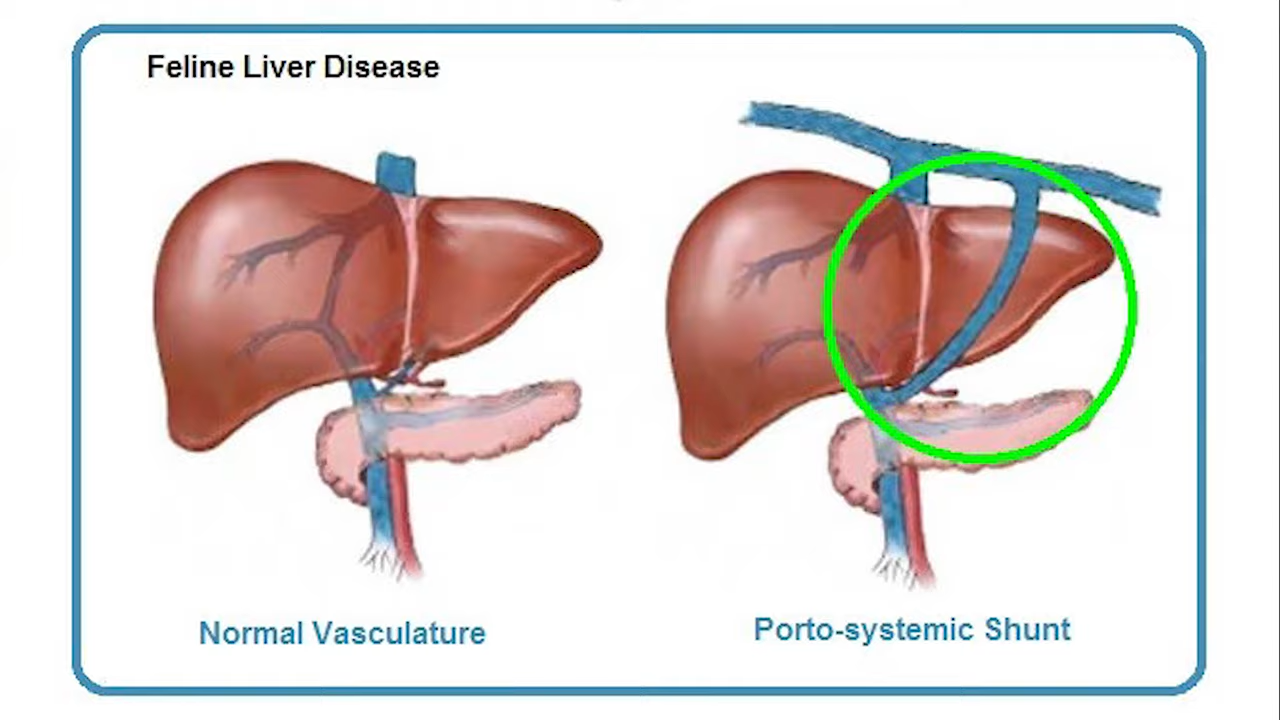 Feline Liver Disease
Normal Vasculature
Porto-systemic Shunt